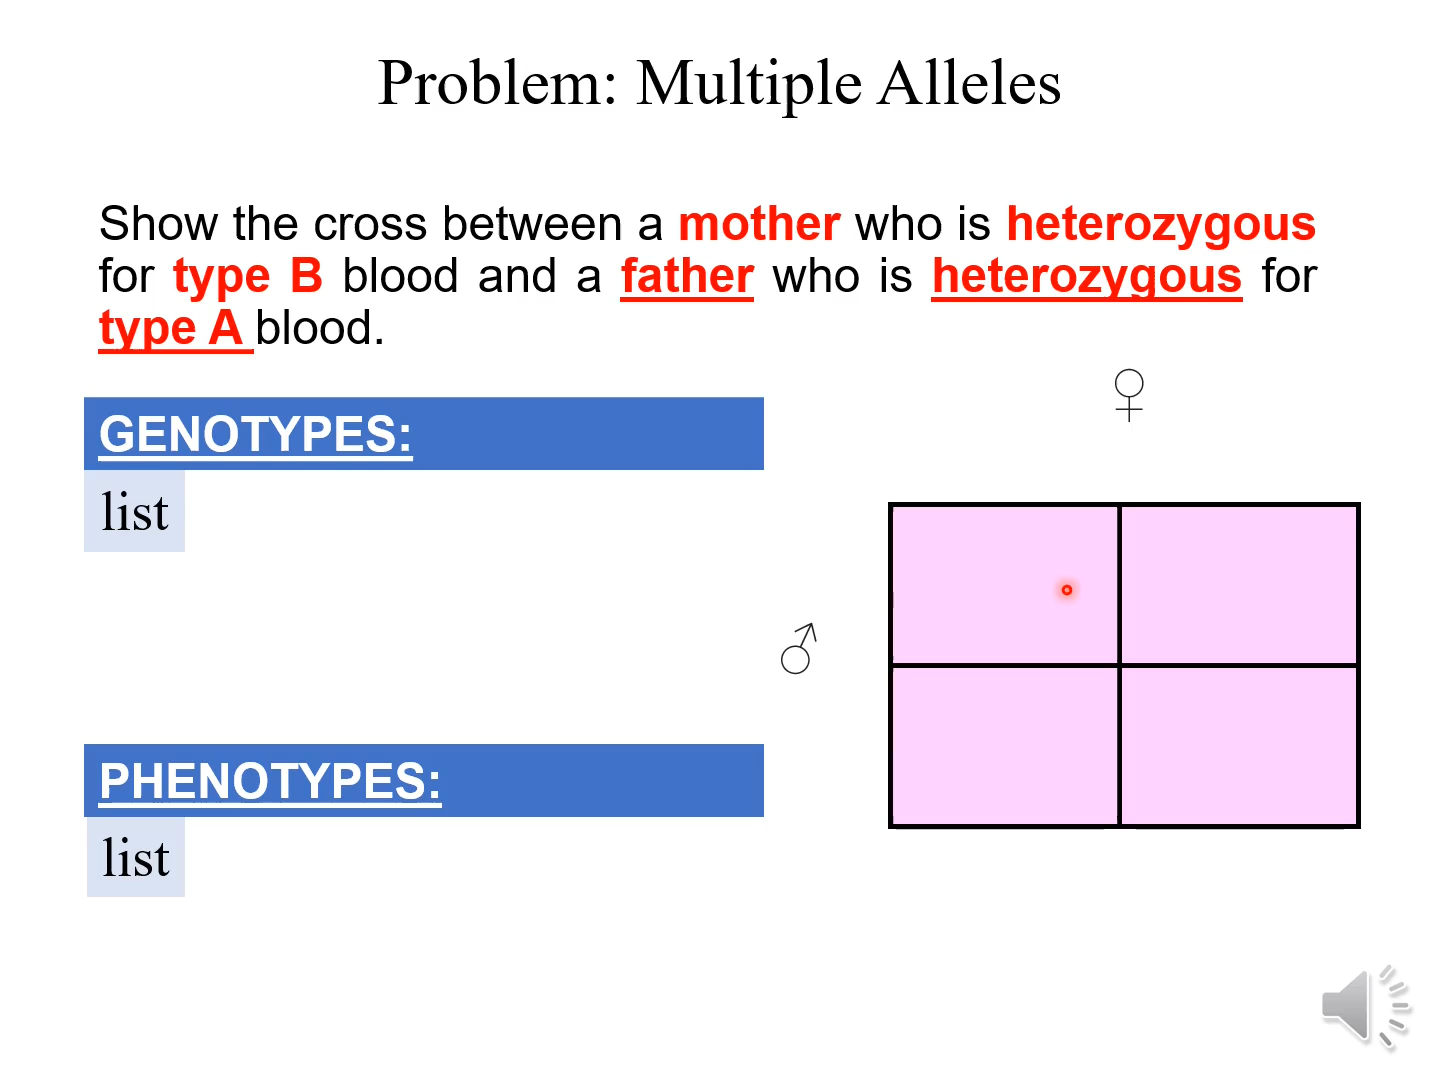 Problem: Multiple Alleles
Show the cross between a mother who is heterozygous
for type B blood and a father who is heterozygous for
type A blood.
♀
GENOTYPES:
list
♂
PHENOTYPES:
list